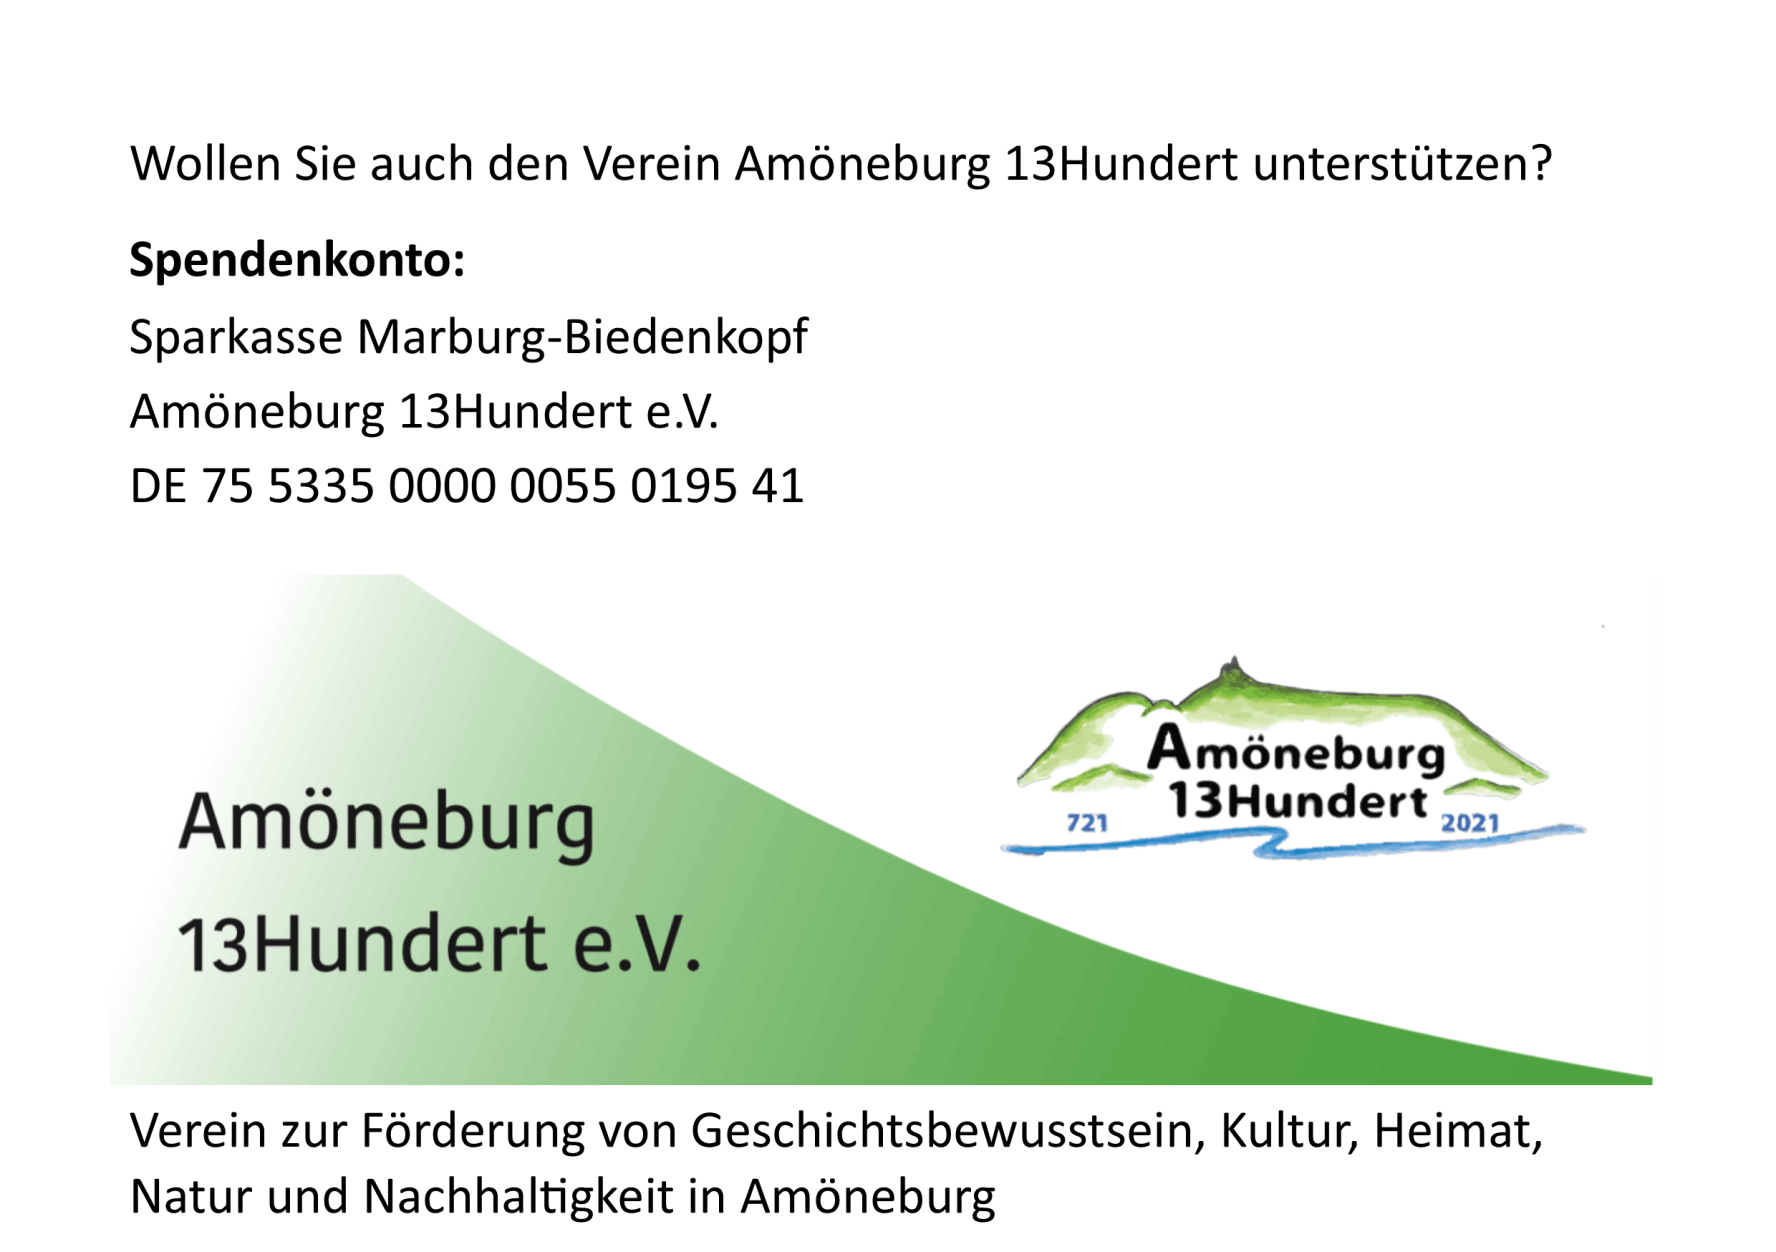 Wollen Sie auch den Verein Amöneburg 13Hundert unterstützen?
Spendenkonto:
Sparkasse Marburg-Biedenkopf
Amöneburg 13Hundert e.V.
DE 75 5335 0000 0055 0195 41
Amöneburg
13Hundert e.V.
Amöneburg
13Hundert
721 2021
Verein zur Förderung von Geschichtsbewusstsein, Kultur, Heimat,
Natur und Nachhaltigkeit in Amöneburg